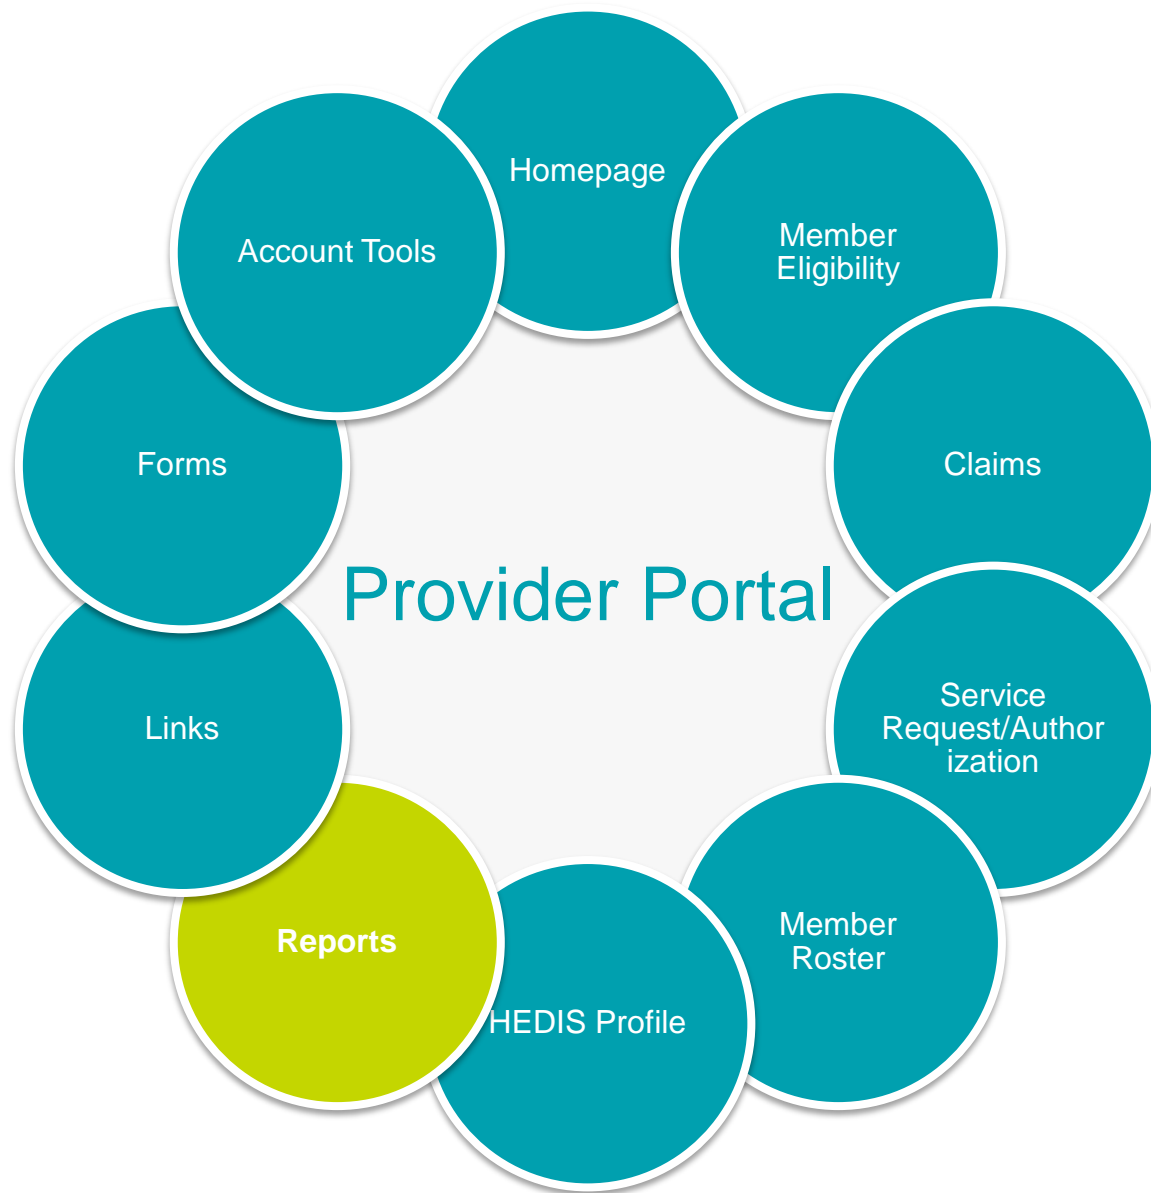 Homepage
Member
Eligibility
Claims
Service
Request/Author
ization
Member
Roster
HEDIS Profile
Reports
Links
Forms
Account Tools
Provider Portal